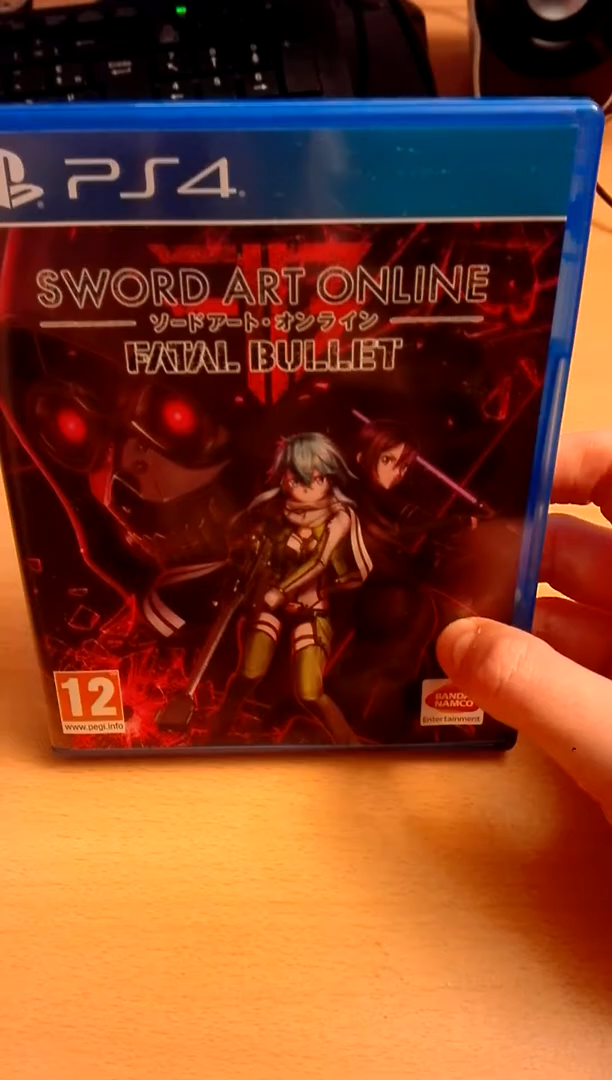 PS4
SWORD ART ONLINE
ソードアート・オンライン
FATAL BULLET
12
www.pegi.info
BANDAI
NAMCO
Entertainment